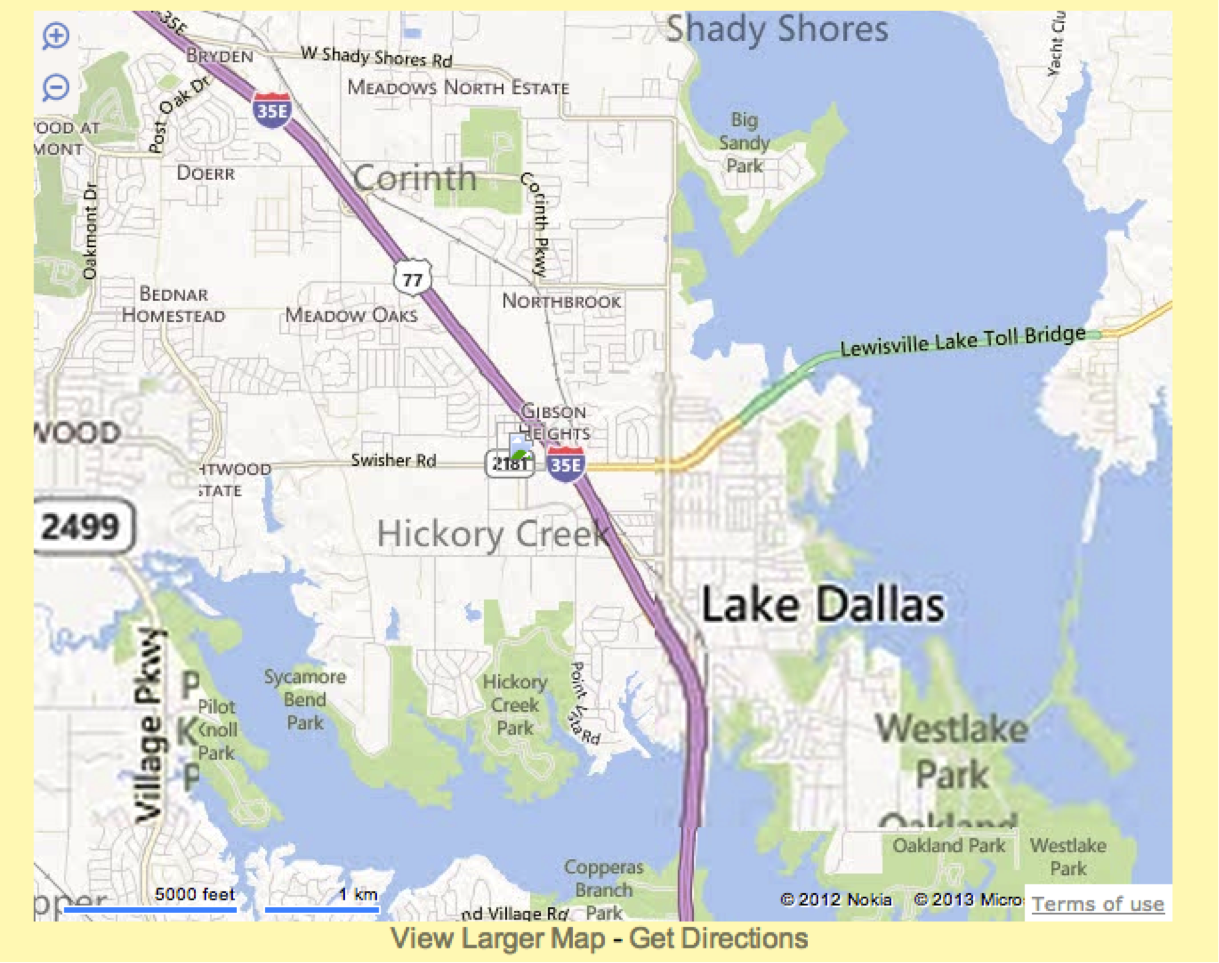 35E
Shady Shores
Yacht Clu
BRYDEN
W Shady Shores Rd
MEADOWS NORTH ESTATE
35E
Post Oak Dr
OOD AT
MONT
Big
Sandy
Park
DOERR
Corinth
Corinth Pkwy
Oakmont Dr
77
BEDNAR
HOMESTEAD
MEADOW OAKS
NORTHBROOK
Lewisville Lake Toll Bridge
GIBSON
HEIGHTS
WOOD
Swisher Rd
2181
35E
HTWOOD
STATE
2499
Hickory Creek
Lake Dallas
Village Pkwy
P
K
P
Pilot
Knoll
Park
Sycamore
Bend
Park
Hickory
Creek
Park
Westlake
Park
Oakland
Oakland Park
Westlake
Park
Copperas
Branch
Park
5000 feet
1 km
pper
nd Village Rd
© 2012 Nokia
© 2013 Micro
Terms of use
View Larger Map - Get Directions